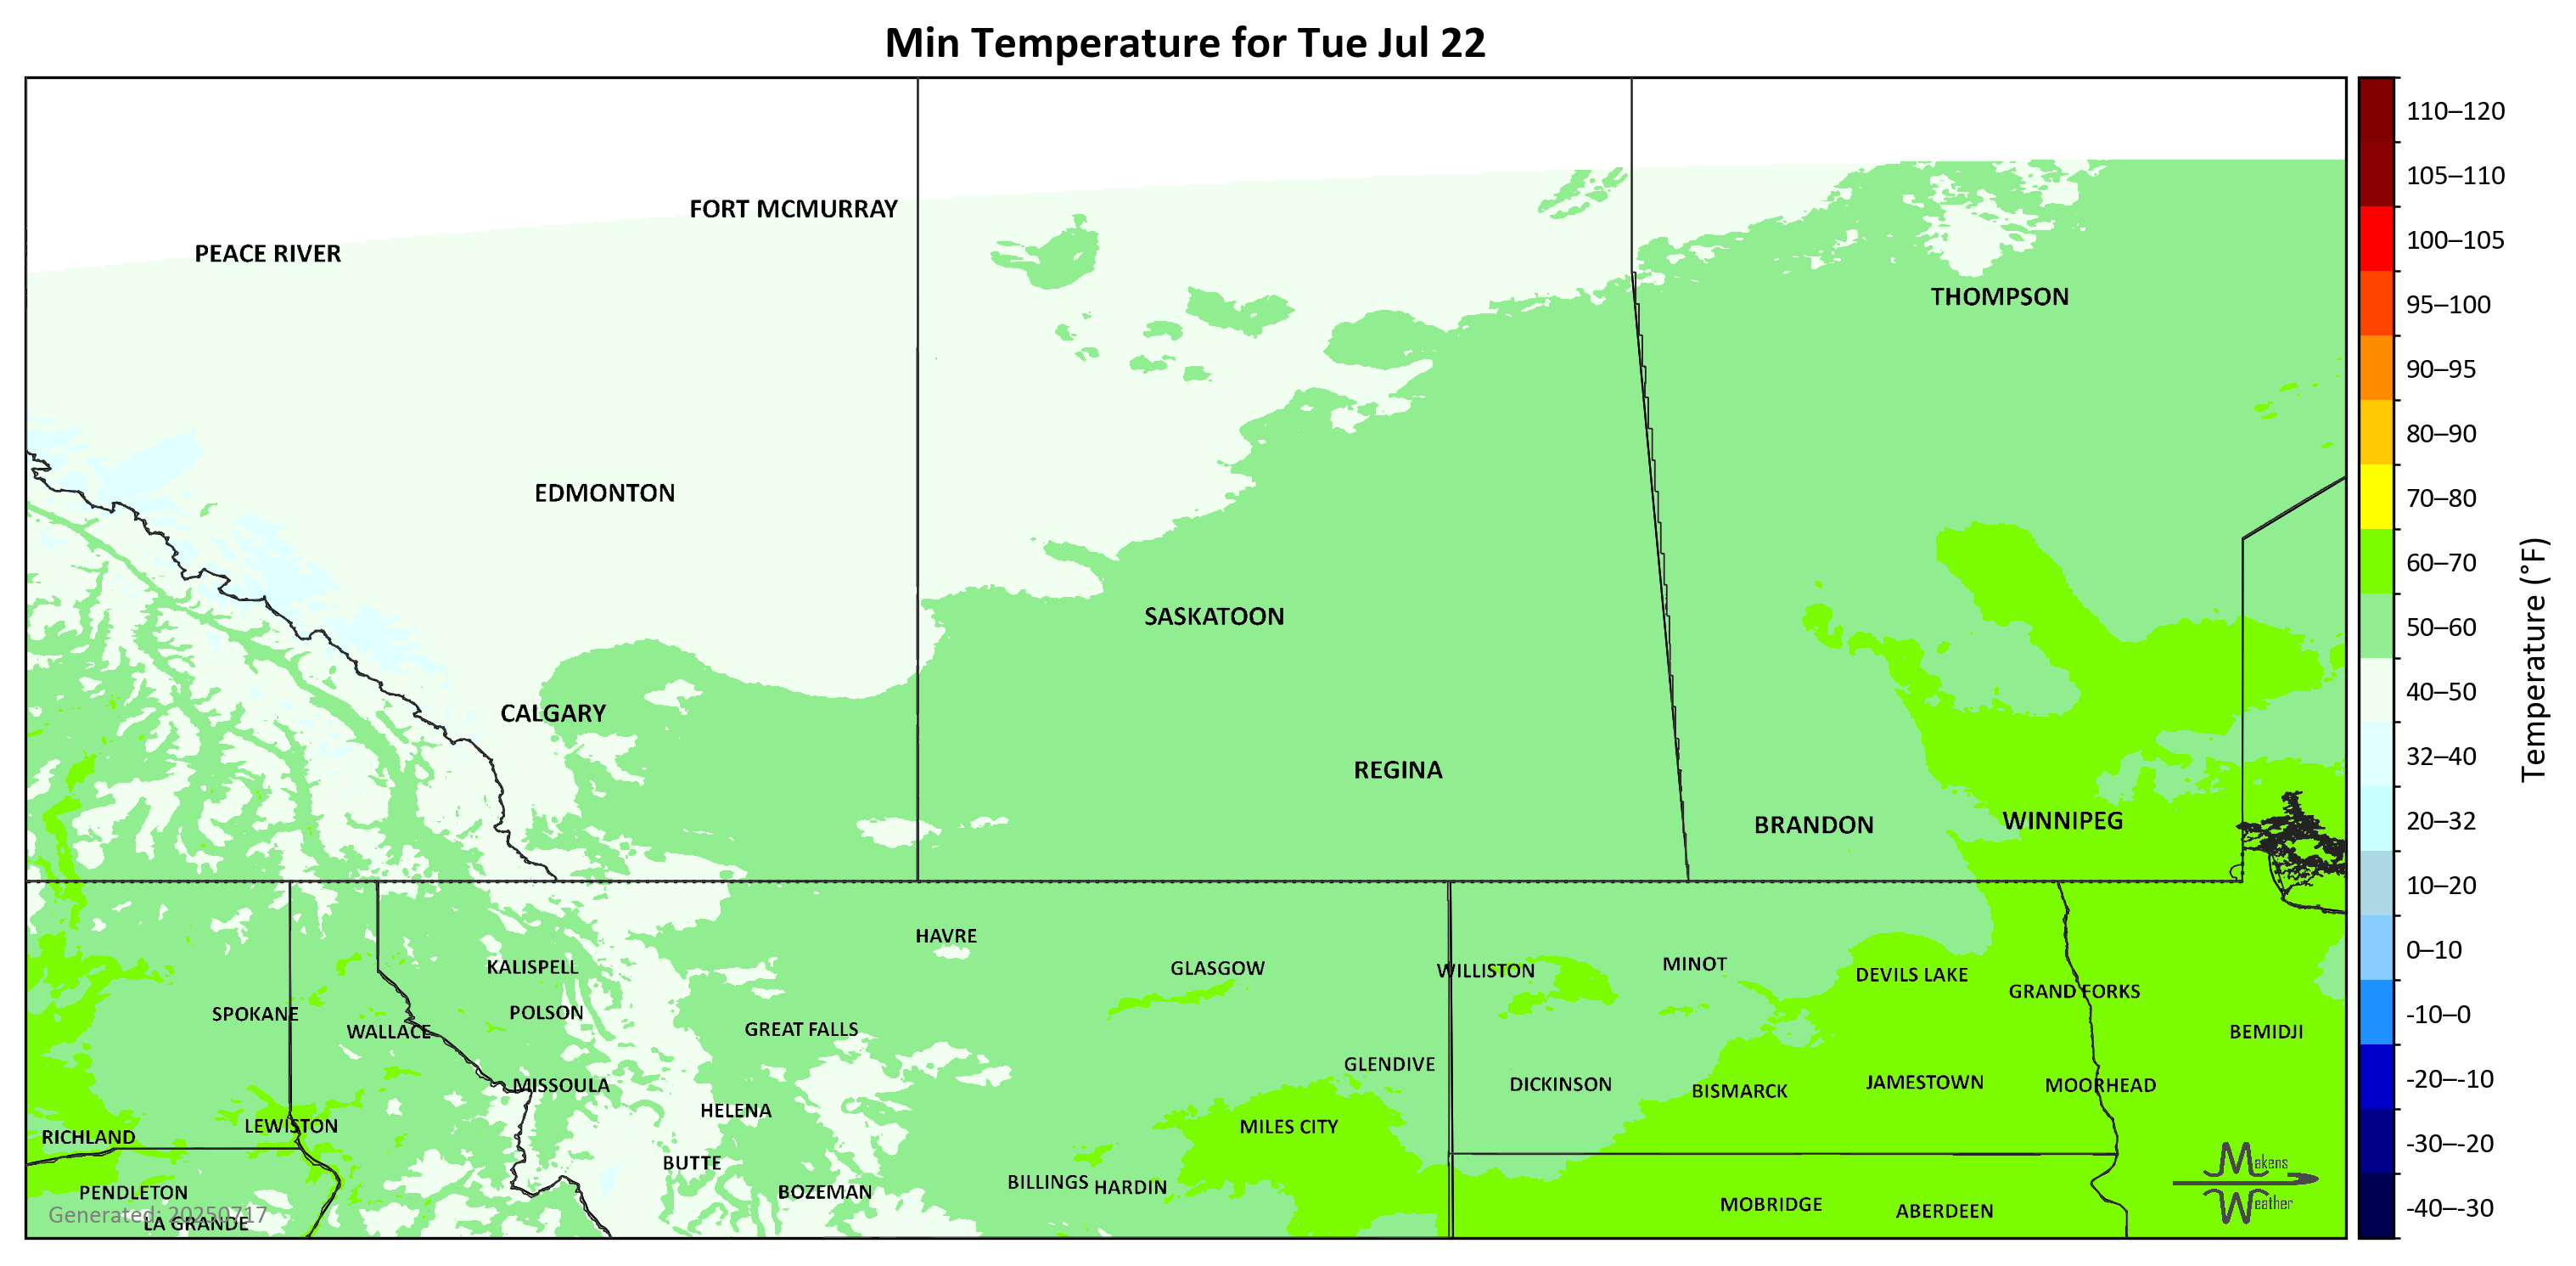 Min Temperature for Tue Jul 22
FORT MCMURRAY
PEACE RIVER
THOMPSON
EDMONTON
SASKATOON
CALGARY
REGINA
BRANDON
WINNIPEG
HAVRE
KALISPELL
GLASGOW
WILLISTON
MINOT
DEVILS LAKE
GRAND FORKS
SPOKANE
POLSON
WALLACE
GREAT FALLS
BEMIDJI
GLENDIVE
MISSOULA
DICKINSON
BISMARCK
JAMESTOWN
MOORHEAD
HELENA
LEWISTON
MILES CITY
RICHLAND
BUTTE
BILLINGS
HARDIN
PENDLETON
BOZEMAN
MOBRIDGE
ABERDEEN
LA GRANDE
Generated: 20250717
Makens
Weather
110–120
105–110
100–105
95–100
90–95
80–90
70–80
60–70
50–60
40–50
32–40
20–32
10–20
0–10
-10–0
-20–-10
-30–-20
-40–-30
Temperature (°F)